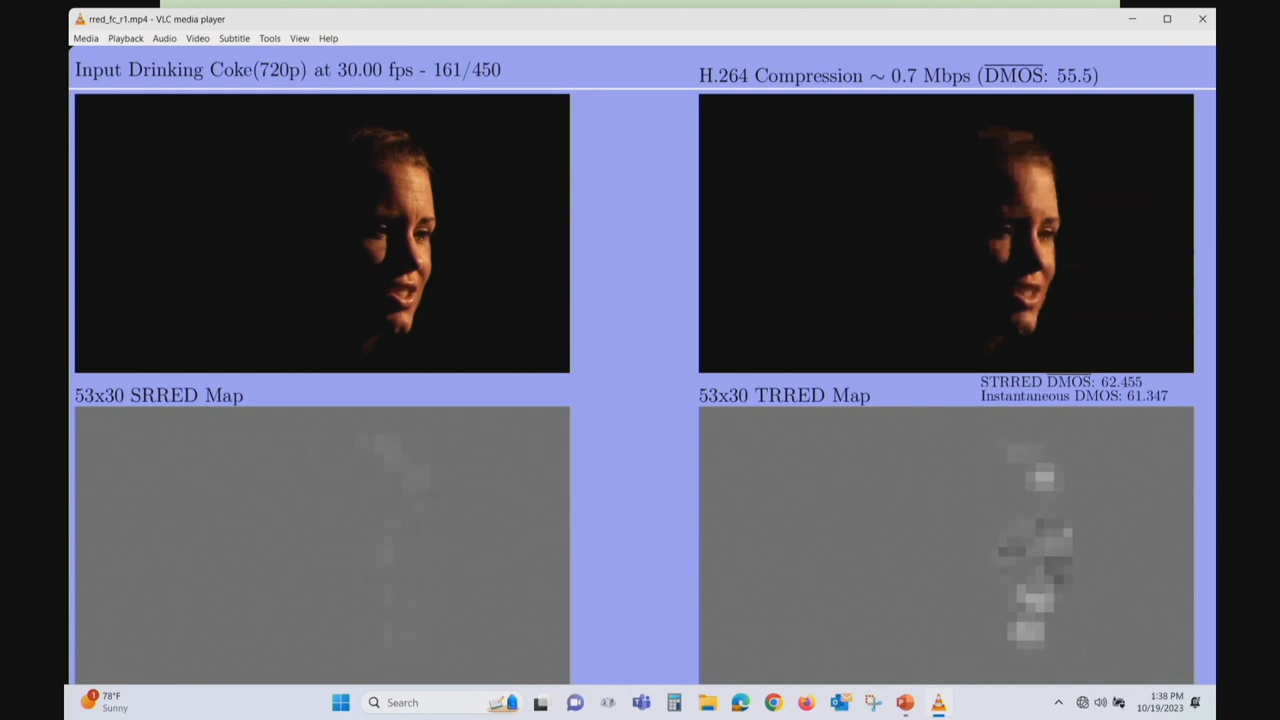 rred_fc_r1.mp4 - VLC media player
Media Playback Audio Video Subtitle Tools View Help
Input Drinking Coke(720p) at 30.00 fps - 161/450
H.264 Compression ~ 0.7 Mbps (DMOS: 55.5)
53x30 SRRED Map
53x30 TRRED Map
STRRED DMOS: 62.455
Instantaneous DMOS: 61.347
1
78°F
Sunny
Search
1:38 PM
10/19/2023